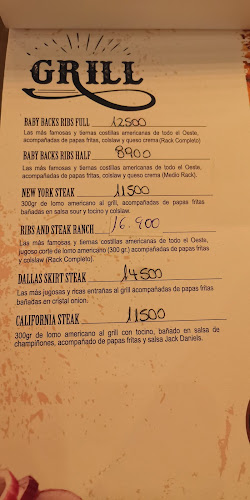 GRILL
BABY BACKS RIBS FULL 12500
Las más famosas y tiernas costillas americanas de todo el Oeste,
acompañadas de papas fritas, colslaw y queso crema (Rack Completo)
BABY BACKS RIBS HALF 8900
Las más famosas y tiernas costillas americanas de todo el Oeste,
acompañadas de papas fritas, colslaw y queso crema (Medio Rack).
NEW YORK STEAK 11500
300gr de lomo americano al grill, acompañados de papas fritas
bañadas en salsa sour y tocino y colslaw.
RIBS AND STEAK RANCH 16.900
Las más famosas y tiernas costillas americanas de todo el Oeste,
jugoso corte de lomo americano (300 gr.) acompañadas de papas fritas
y colslaw (Rack Completo).
DALLAS SKIRT STEAK 14500
Las más jugosas y ricas entrañas al grill acompañadas de papas fritas
bañadas en cristal onion.
CALIFORNIA STEAK 11500
300gr de lomo americano al grill con tocino, bañado en salsa de
champiñones, acompañado de papas fritas y salsa Jack Daniels.